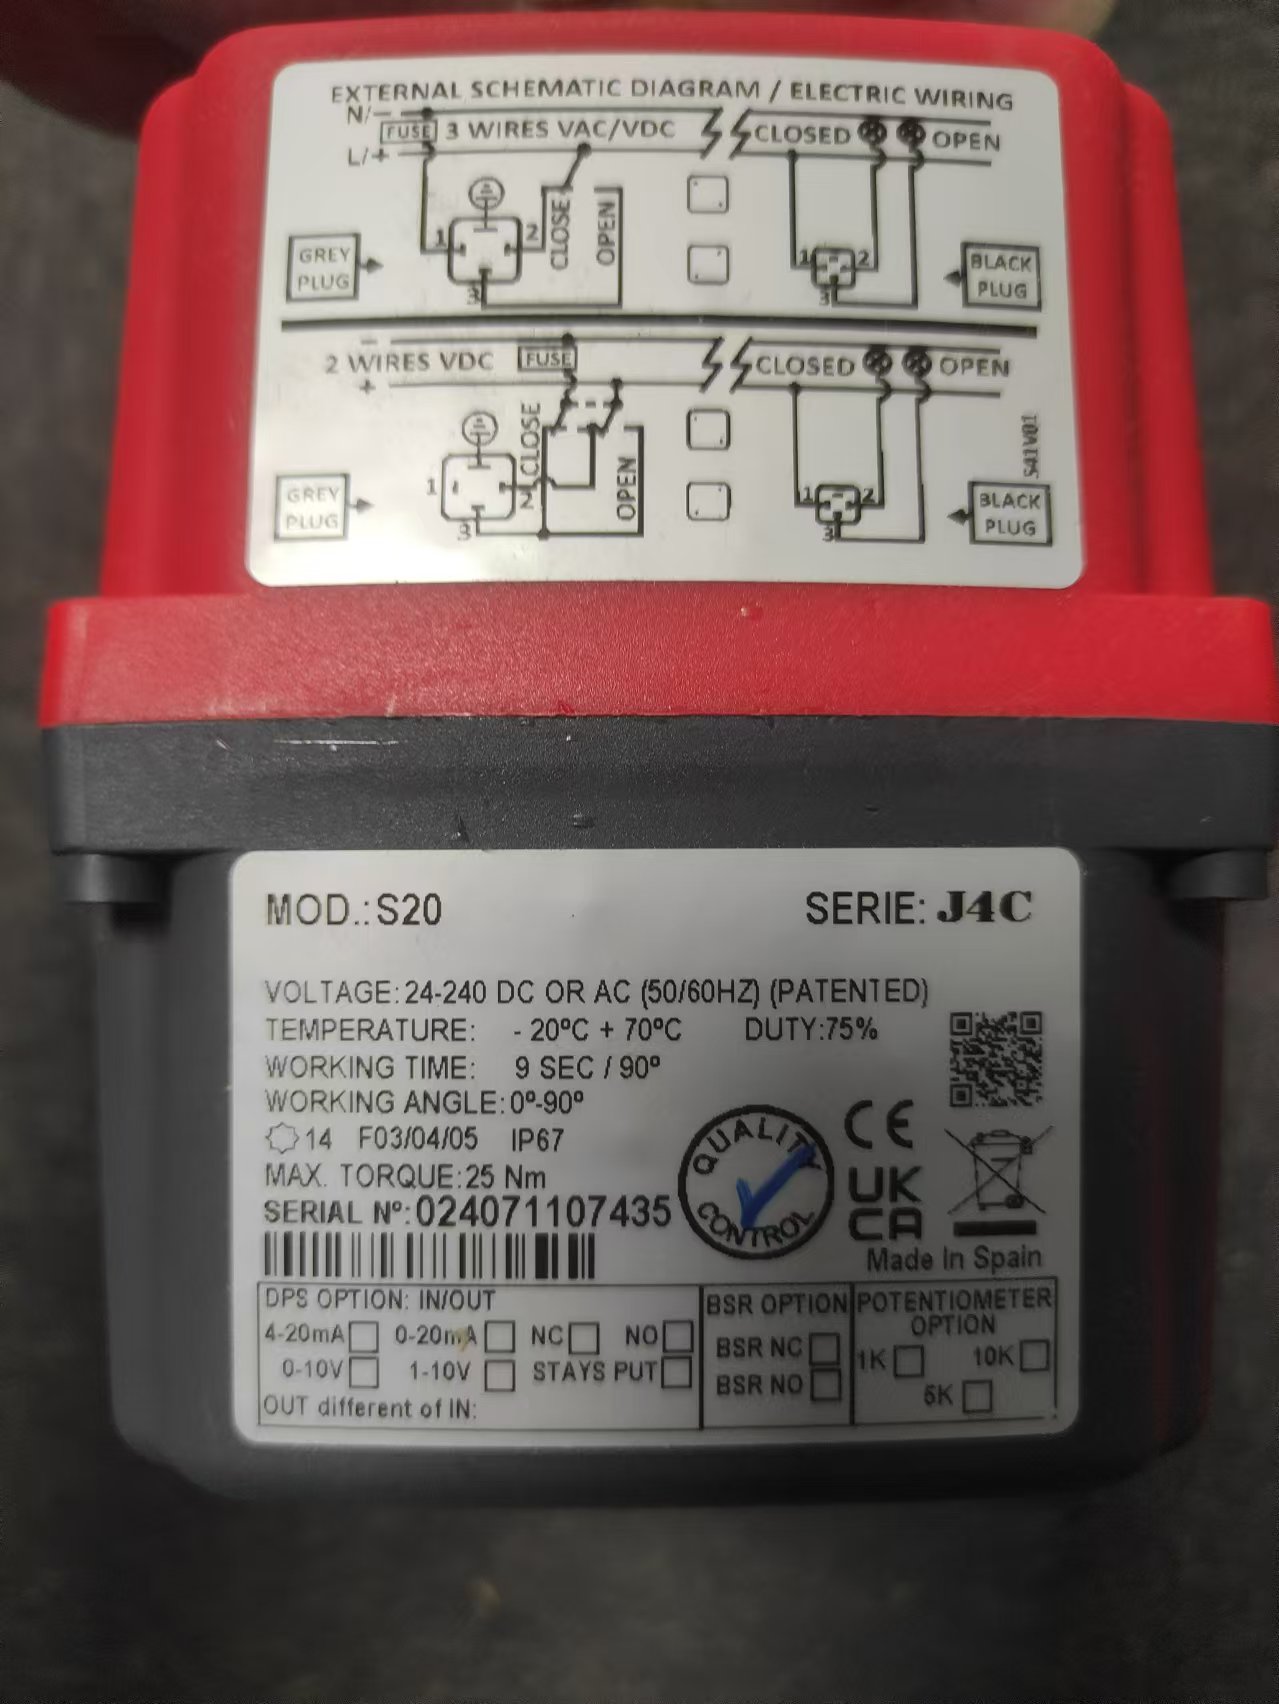 EXTERNAL SCHEMATIC DIAGRAM / ELECTRIC WIRING
N/-
FUSE 3 WIRES VAC/VDC CLOSED OPEN
L/+
CLOSE OPEN
1 2 3
GREY PLUG
1 2 3
BLACK PLUG
-
2 WIRES VDC FUSE CLOSED OPEN
+
CLOSE OPEN
1 2 3
GREY PLUG
1 2 3
BLACK PLUG
S41V01
MOD.: S20 SERIE: J4C
VOLTAGE: 24-240 DC OR AC (50/60HZ) (PATENTED)
TEMPERATURE: - 20ºC + 70ºC DUTY:75%
WORKING TIME: 9 SEC / 90º
WORKING ANGLE: 0º-90º
14 F03/04/05 IP67
MAX. TORQUE: 25 Nm
SERIAL Nº: 024071107435
QUALITY CONTROL
CE
UK
CA
Made In Spain
DPS OPTION: IN/OUT
4-20mA 0-20mA NC NO
0-10V 1-10V STAYS PUT
OUT different of IN:
BSR OPTION
BSR NC
BSR NO
POTENTIOMETER
OPTION
1K 10K
5K